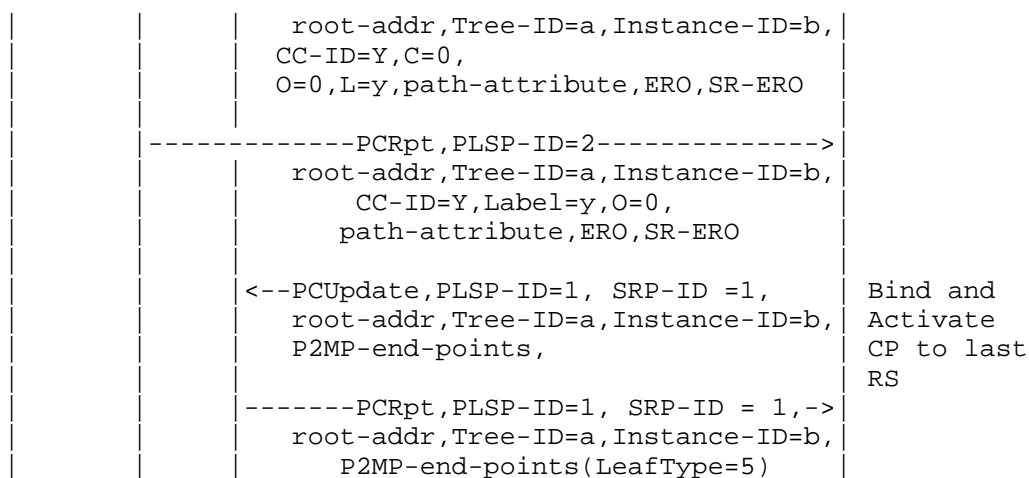 |       |       |   root-addr,Tree-ID=a,Instance-ID=b,|
|       |       |  CC-ID=Y,C=0,                       |
|       |       |  O=0,L=y,path-attribute,ERO,SR-ERO  |
|       |       |                                     |
|       |-------------PCRpt,PLSP-ID=2-------------->|
|       |       |   root-addr,Tree-ID=a,Instance-ID=b,|
|       |       |       CC-ID=Y,Label=y,O=0,          |
|       |       |      path-attribute,ERO,SR-ERO      |
|       |       |                                     |
|       |       |<--PCUpdate,PLSP-ID=1, SRP-ID =1,    | Bind and
|       |       |   root-addr,Tree-ID=a,Instance-ID=b,| Activate
|       |       |   P2MP-end-points,                  | CP to last
|       |       |                                     | RS
|       |       |-------PCRpt,PLSP-ID=1, SRP-ID = 1,->|
|       |       |   root-addr,Tree-ID=a,Instance-ID=b,|
|       |       |      P2MP-end-points(LeafType=5)    |